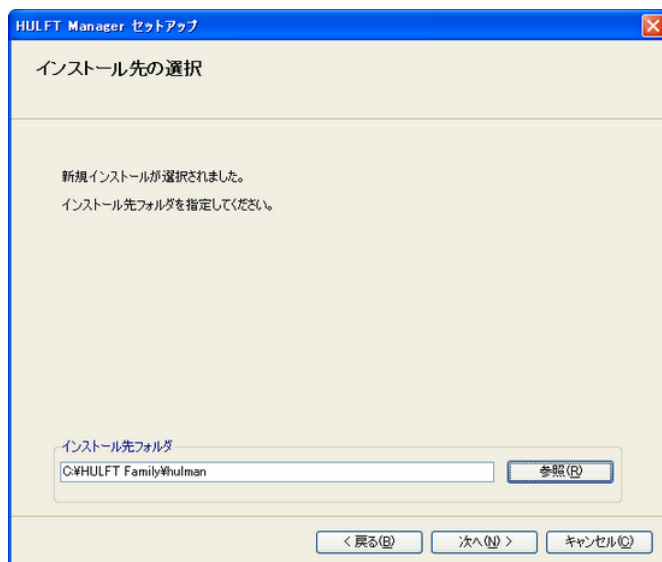 HULFT Manager セットアップ
インストール先の選択
新規インストールが選択されました。
インストール先フォルダを指定してください。
インストール先フォルダ
C:¥HULFT Family¥hulman
参照(R)
< 戻る(B)
次へ(N) >
キャンセル(C)